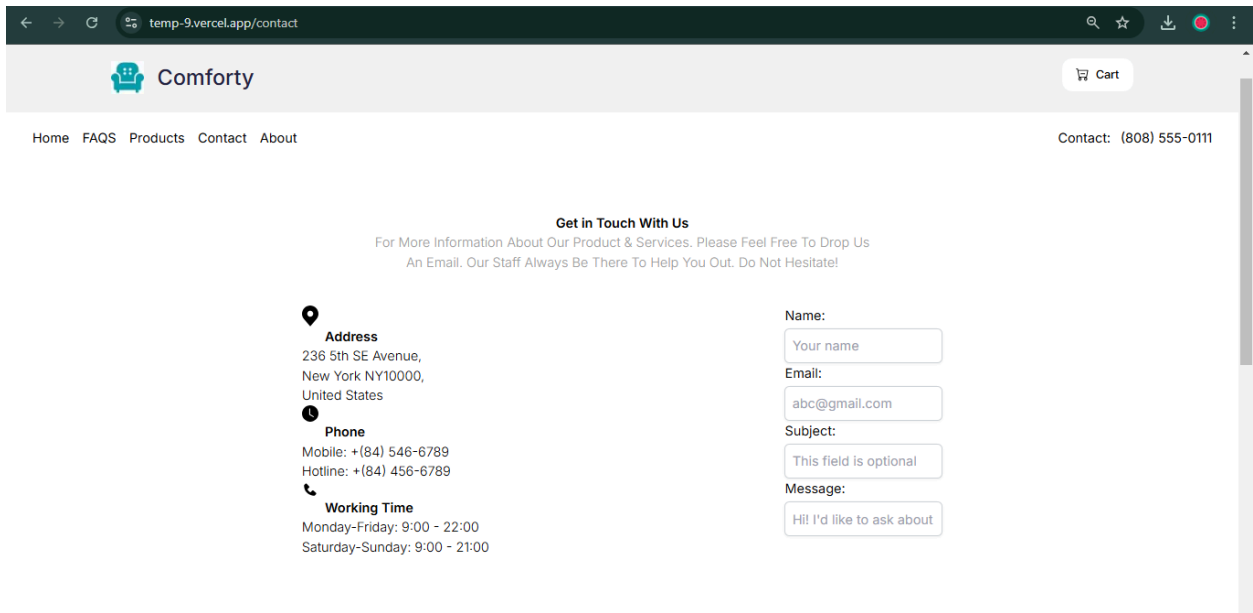 temp-9.vercel.app/contact
Comforty
Cart
Home FAQS Products Contact About
Contact: (808) 555-0111
Get in Touch With Us
For More Information About Our Product & Services. Please Feel Free To Drop Us
An Email. Our Staff Always Be There To Help You Out. Do Not Hesitate!
Address
236 5th SE Avenue,
New York NY10000,
United States
Phone
Mobile: +(84) 546-6789
Hotline: +(84) 456-6789
Working Time
Monday-Friday: 9:00 - 22:00
Saturday-Sunday: 9:00 - 21:00
Name:
Your name
Email:
abc@gmail.com
Subject:
This field is optional
Message:
Hi! I'd like to ask about